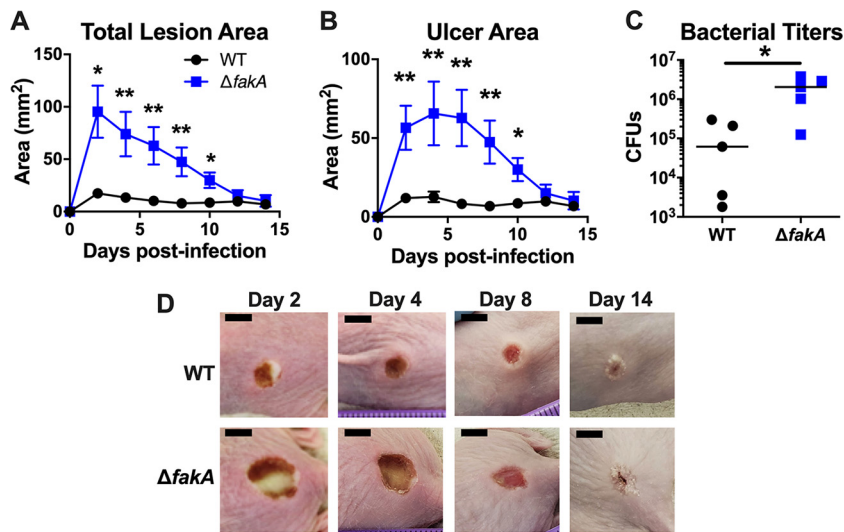 A
Total Lesion Area
WT
ΔfakA
Area (mm²)
150
100
50
0
* ** ** ** *
0 5 10 15
Days post-infection
B
Ulcer Area
Area (mm²)
100
50
0
** ** ** ** *
0 5 10 15
Days post-infection
C
Bacterial Titers
*
CFUs
10⁷
10⁶
10⁵
10⁴
10³
WT ΔfakA
D
Day 2 Day 4 Day 8 Day 14
WT
ΔfakA